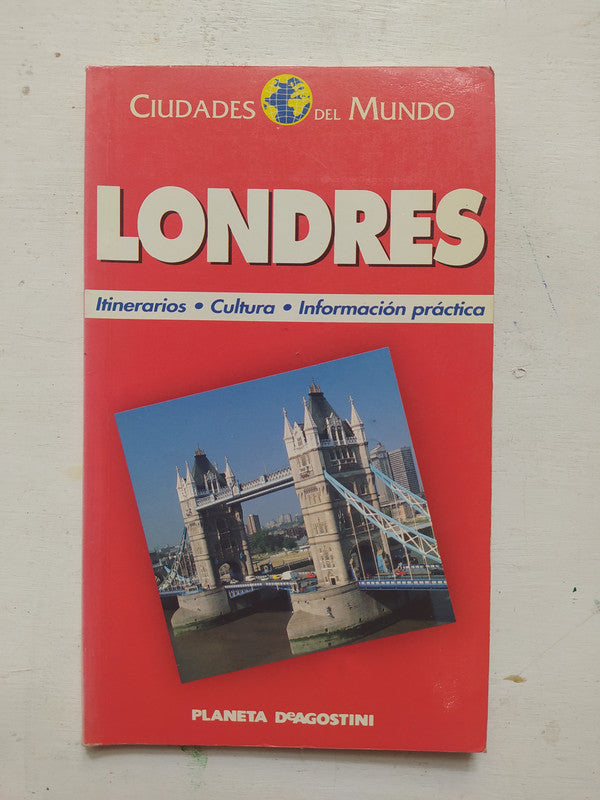 CIUDADES DEL MUNDO
LONDRES
Itinerarios • Cultura • Información práctica
PLANETA DeAGOSTINI